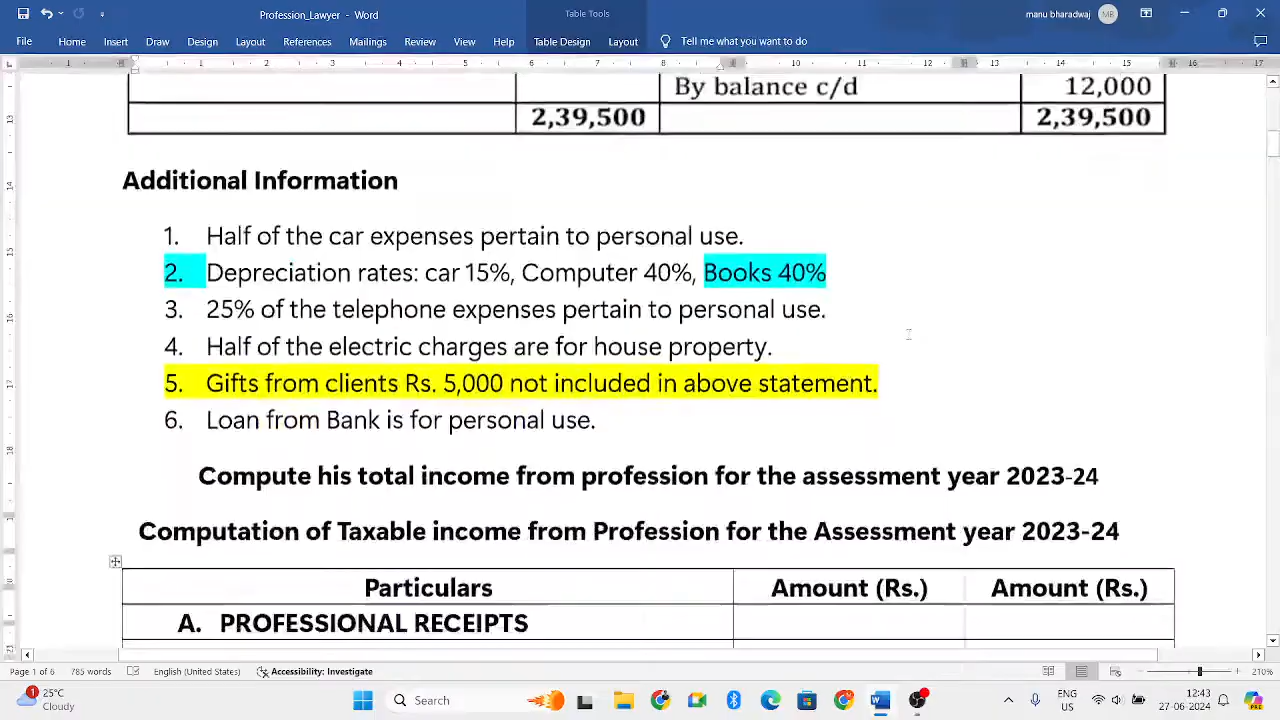 Profession_Lawyer - Word
Table Tools
manu bharadwaj MB
File Home Insert Draw Design Layout References Mailings Review View Help Table Design Layout Tell me what you want to do
By balance c/d 12,000
2,39,500 2,39,500
Additional Information
1. Half of the car expenses pertain to personal use.
2. Depreciation rates: car 15%, Computer 40%, Books 40%
3. 25% of the telephone expenses pertain to personal use.
4. Half of the electric charges are for house property.
5. Gifts from clients Rs. 5,000 not included in above statement.
6. Loan from Bank is for personal use.
Compute his total income from profession for the assessment year 2023-24
Computation of Taxable income from Profession for the Assessment year 2023-24
Particulars Amount (Rs.) Amount (Rs.)
A. PROFESSIONAL RECEIPTS
Page 1 of 6 785 words English (United States) Accessibility: Investigate 210%
25°C
Cloudy
Search
ENG
US
12:43
27-06-2024